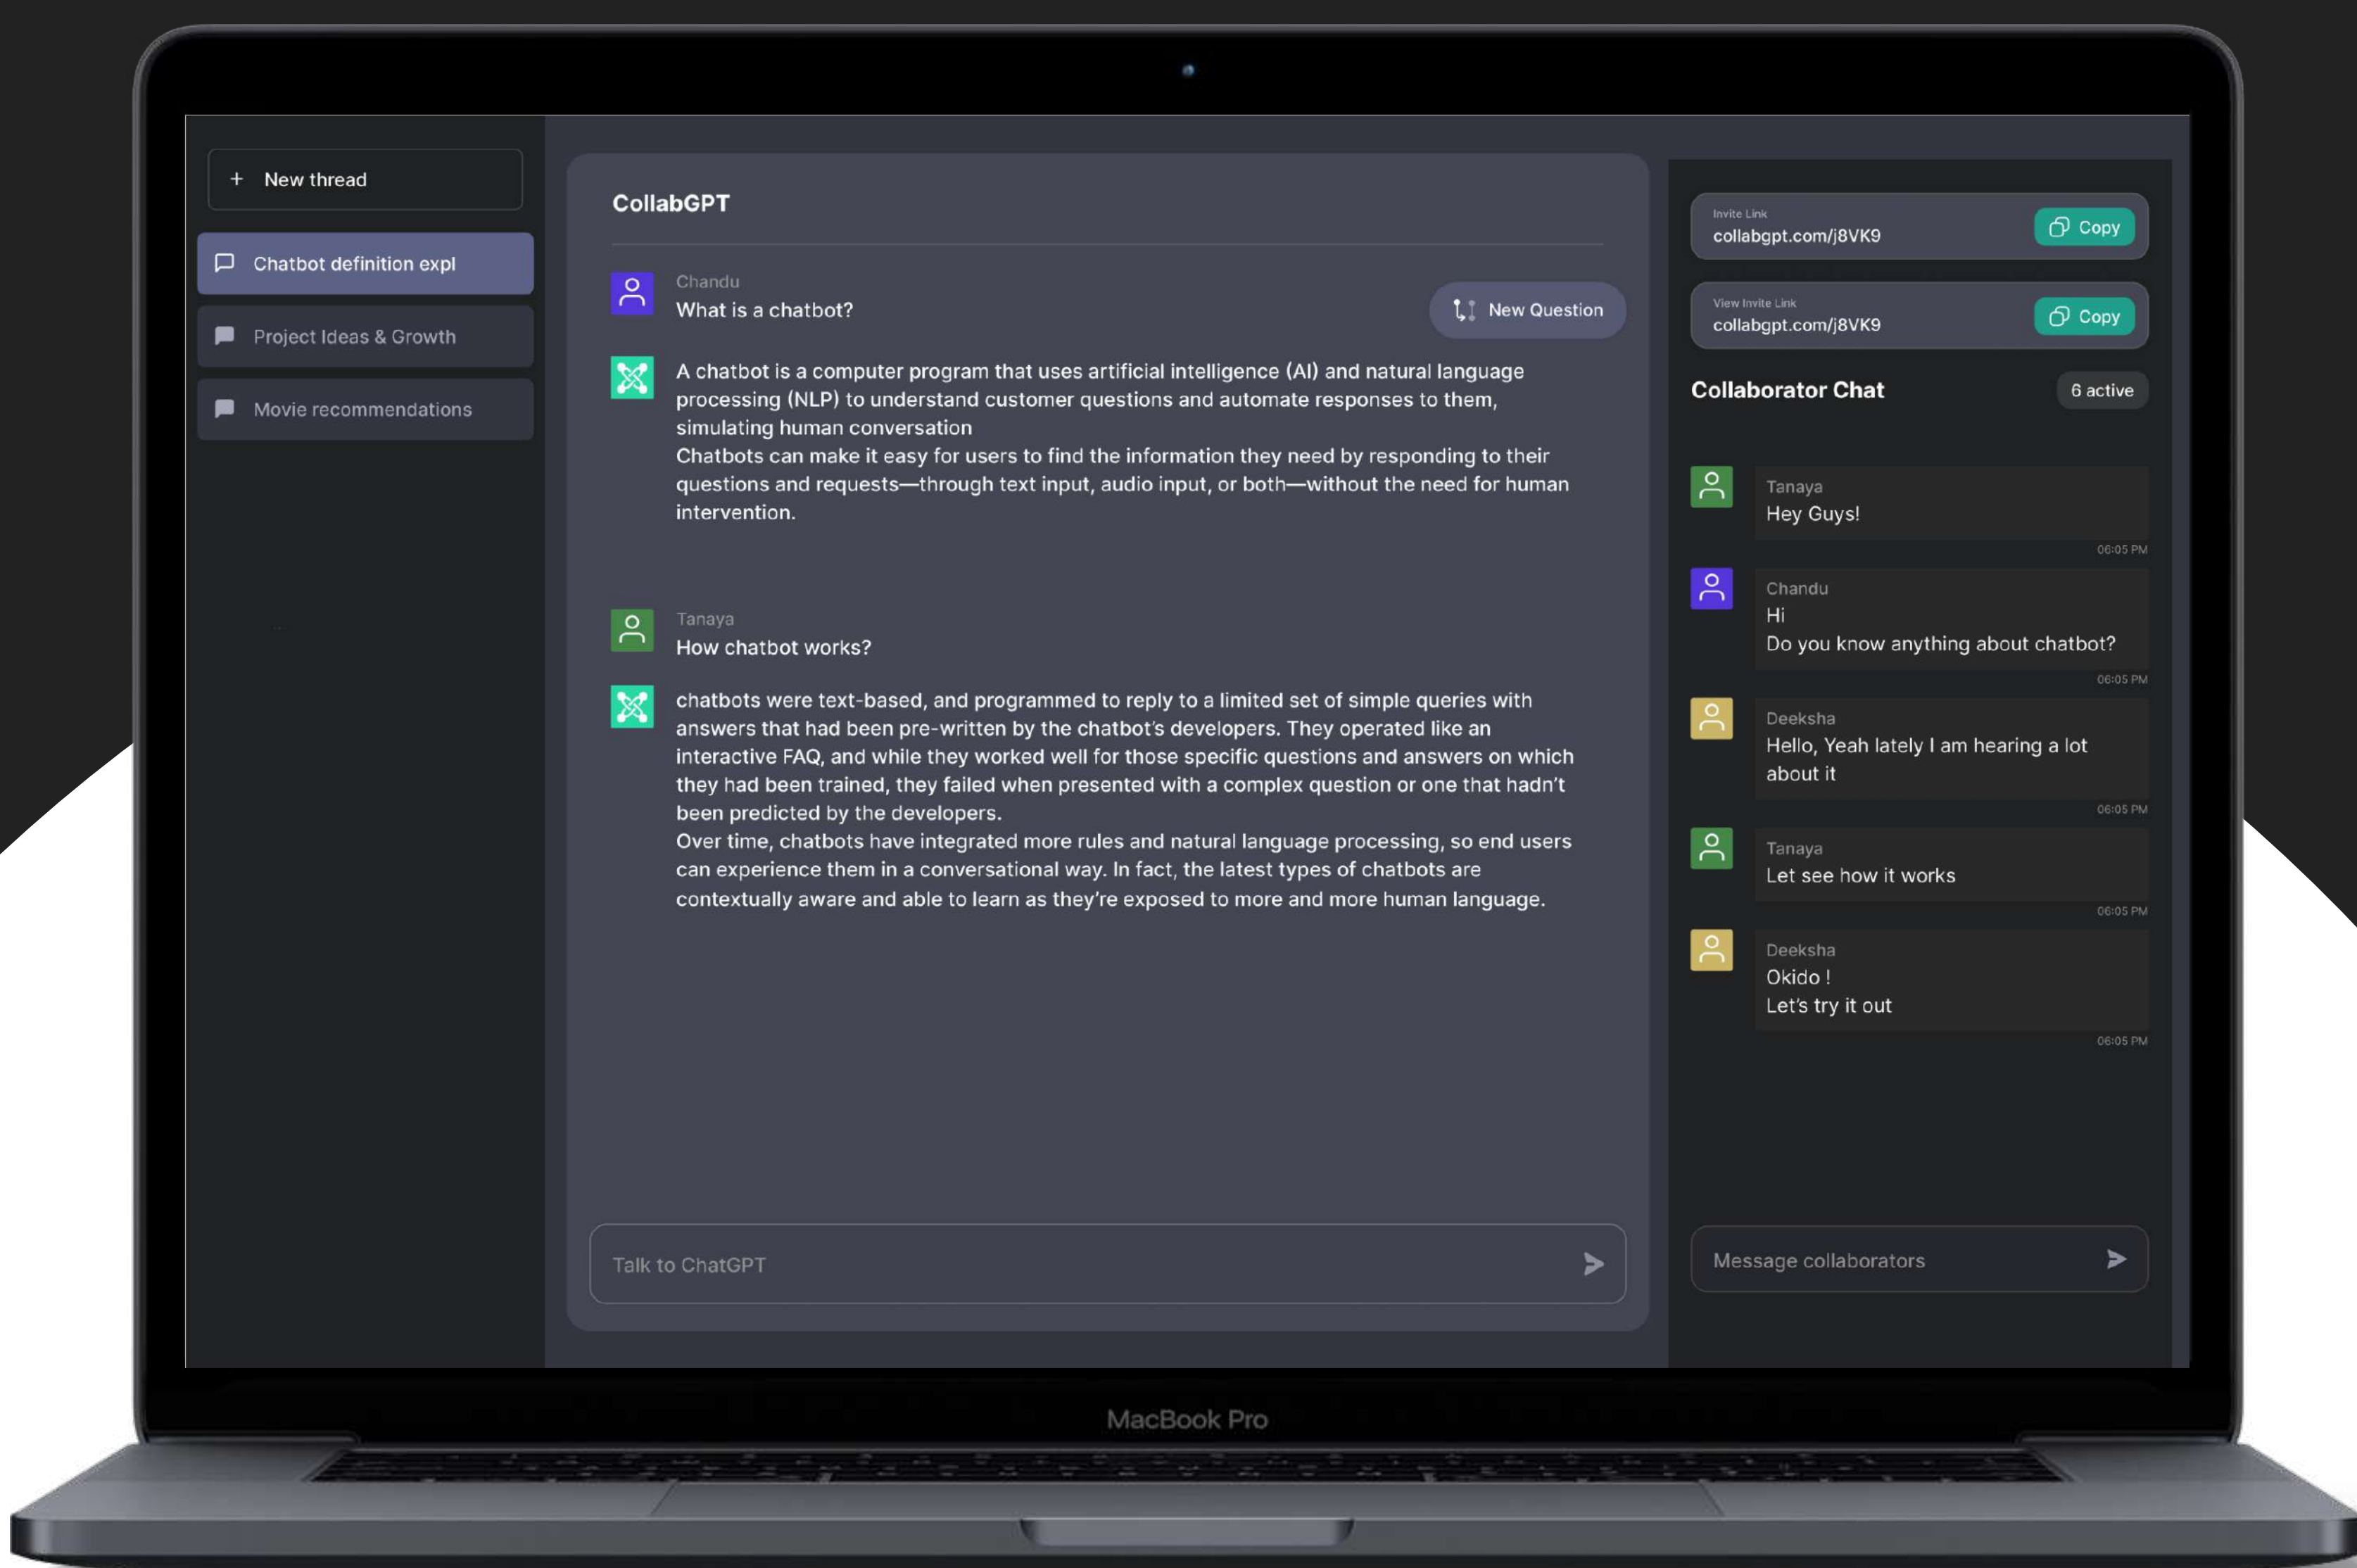 + New thread
Chatbot definition expl
Project Ideas & Growth
Movie recommendations
CollabGPT
Chandu
What is a chatbot?
New Question
A chatbot is a computer program that uses artificial intelligence (AI) and natural language
processing (NLP) to understand customer questions and automate responses to them,
simulating human conversation
Chatbots can make it easy for users to find the information they need by responding to their
questions and requests—through text input, audio input, or both—without the need for human
intervention.
Tanaya
How chatbot works?
chatbots were text-based, and programmed to reply to a limited set of simple queries with
answers that had been pre-written by the chatbot’s developers. They operated like an
interactive FAQ, and while they worked well for those specific questions and answers on which
they had been trained, they failed when presented with a complex question or one that hadn’t
been predicted by the developers.
Over time, chatbots have integrated more rules and natural language processing, so end users
can experience them in a conversational way. In fact, the latest types of chatbots are
contextually aware and able to learn as they’re exposed to more and more human language.
Talk to ChatGPT
Invite Link
collabgpt.com/j8VK9
Copy
View Invite Link
collabgpt.com/j8VK9
Copy
Collaborator Chat
6 active
Tanaya
Hey Guys!
06:05 PM
Chandu
Hi
Do you know anything about chatbot?
06:05 PM
Deeksha
Hello, Yeah lately I am hearing a lot
about it
06:05 PM
Tanaya
Let see how it works
06:05 PM
Deeksha
Okido !
Let’s try it out
06:05 PM
Message collaborators
MacBook Pro